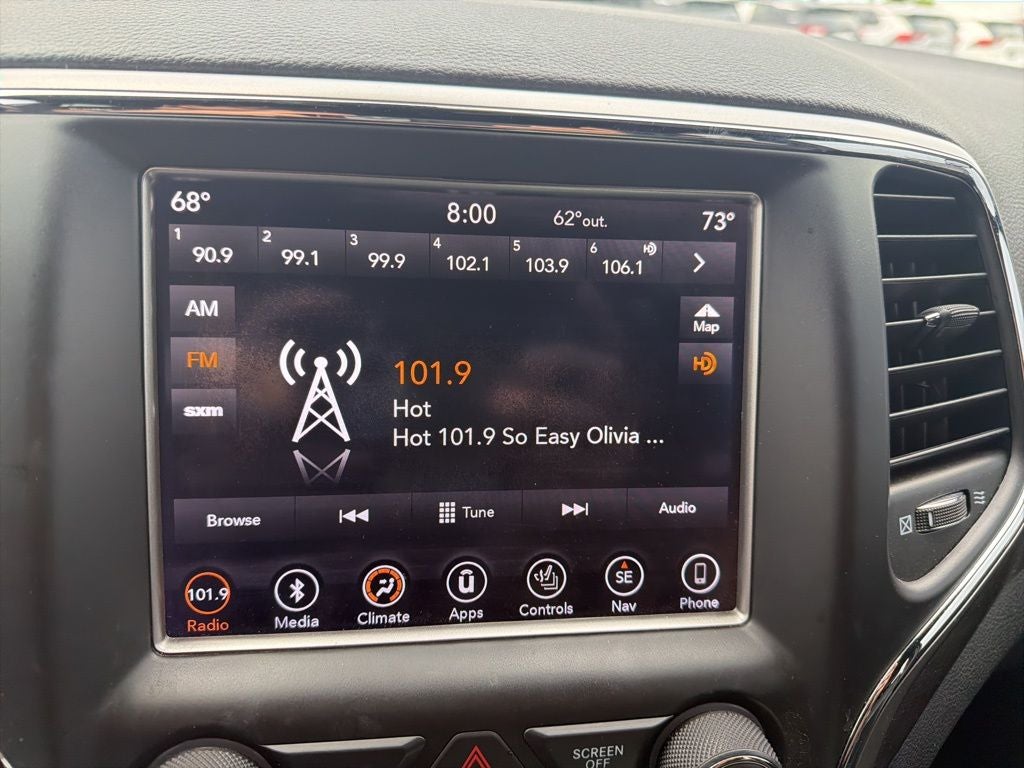 68° 8:00 62°out. 73°
1 90.9 2 99.1 3 99.9 4 102.1 5 103.9 6 106.1 HD
AM
Map
FM
HD
101.9
sxm
Hot
Hot 101.9 So Easy Olivia ...
Browse Tune Audio
101.9 u SE
Radio Media Climate Apps Controls Nav Phone
SCREEN
OFF